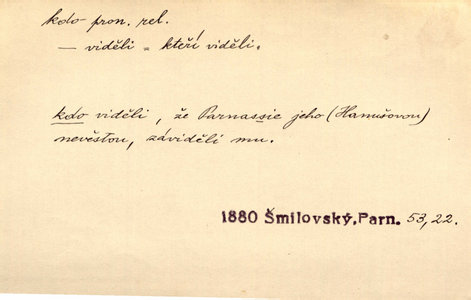 kdo pron. rel.
— viděli = kteří viděli.
kdo viděli, že Parnassie jeho (Hanušovou)
nevěstou, záviděli mu.
1880 Šmilovský, Parn. 53, 22.